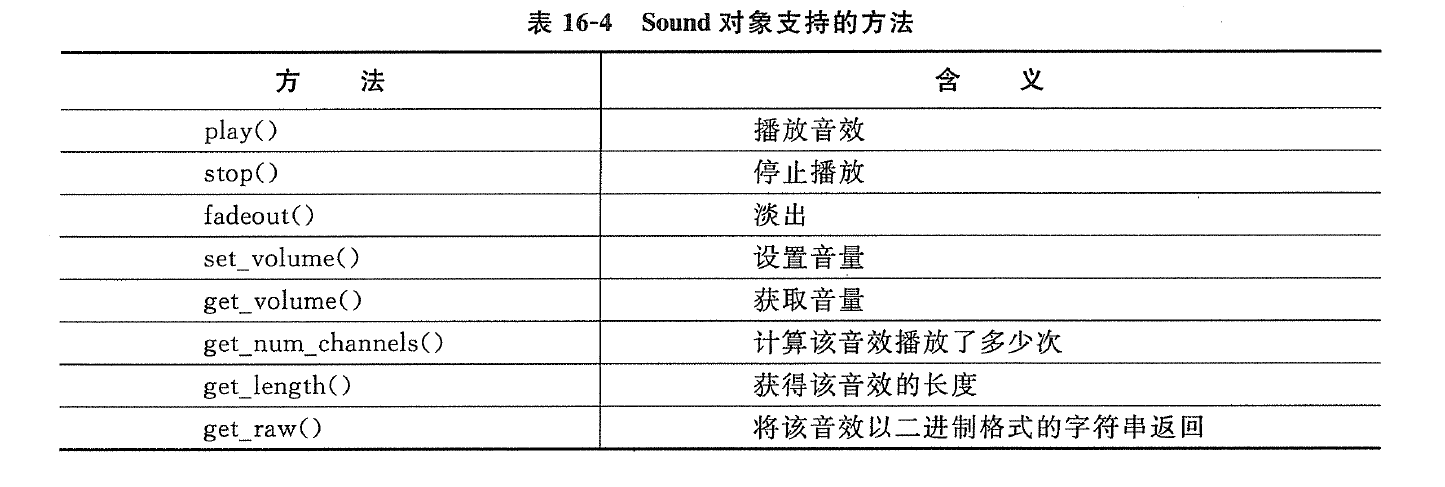 表 16-4 Sound 对象支持的方法
方 法 含 义
play() 播放音效
stop() 停止播放
fadeout() 淡出
set_volume() 设置音量
get_volume() 获取音量
get_num_channels() 计算该音效播放了多少次
get_length() 获得该音效的长度
get_raw() 将该音效以二进制格式的字符串返回